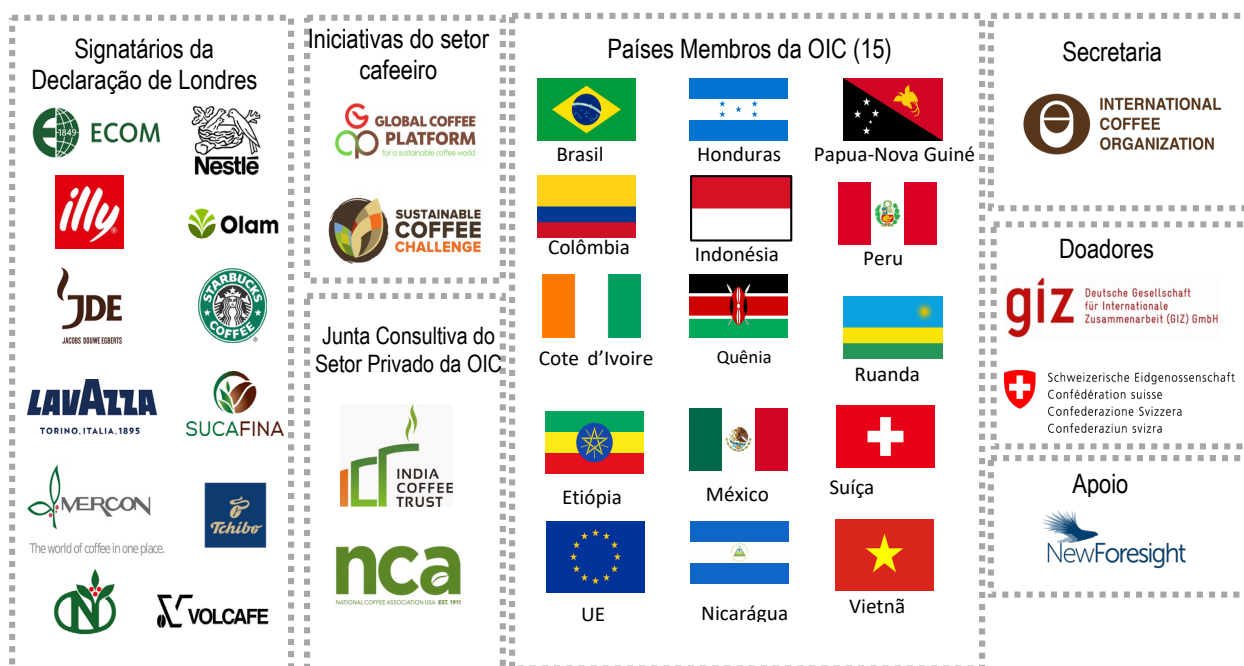 Signatários da
Declaração de Londres
1849
ECOM
Nestlé
illy
Olam
JDE
JACOBS DOUWE EGBERTS
STARBUCKS
COFFEE
LAVAZZA
TORINO, ITALIA, 1895
SUCAFINA
MERCON
The world of coffee in one place.
Tchibo
N
VOLCAFE
Iniciativas do setor
cafeeiro
GLOBAL COFFEE
PLATFORM
for a sustainable coffee world
SUSTAINABLE
COFFEE
CHALLENGE
Junta Consultiva do
Setor Privado da OIC
INDIA
COFFEE
TRUST
nca
NATIONAL COFFEE ASSOCIATION USA EST. 1911
Países Membros da OIC (15)
Brasil
Honduras
Papua-Nova Guiné
Colômbia
Indonésia
Peru
Cote d’Ivoire
Quênia
Ruanda
Etiópia
México
Suíça
UE
Nicarágua
Vietnã
Secretaria
INTERNATIONAL
COFFEE
ORGANIZATION
Doadores
giz
Deutsche Gesellschaft
für Internationale
Zusammenarbeit (GIZ) GmbH
Schweizerische Eidgenossenschaft
Confédération suisse
Confederazione Svizzera
Confederaziun svizra
Apoio
NewForesight